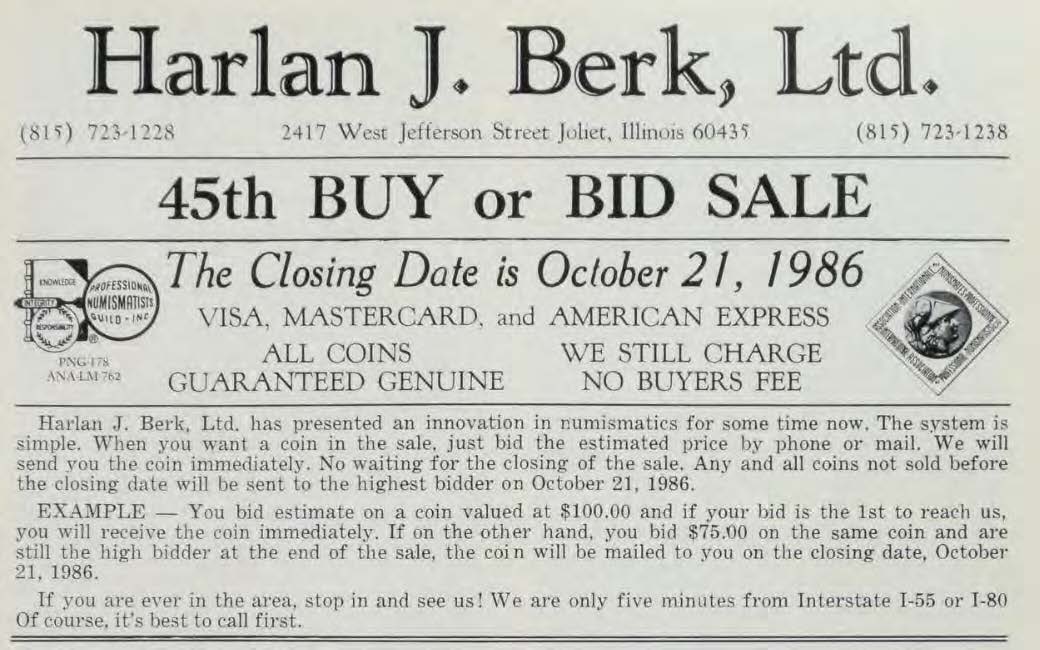 Harlan J. Berk, Ltd.
(815) 723-1228 2417 West Jefferson Street Joliet, Illinois 60435 (815) 723-1238
45th BUY or BID SALE
The Closing Date is October 21, 1986
KNOWLEDGE
INTEGRITY
RESPONSIBILITY
PROFESSIONAL
NUMISMATISTS
GUILD - INC
®
PNG-178
ANA-LM 762
VISA, MASTERCARD, and AMERICAN EXPRESS
ALL COINS
GUARANTEED GENUINE
WE STILL CHARGE
NO BUYERS FEE
Harlan J. Berk, Ltd. has presented an innovation in numismatics for some time now. The system is
simple. When you want a coin in the sale, just bid the estimated price by phone or mail. We will
send you the coin immediately. No waiting for the closing of the sale. Any and all coins not sold before
the closing date will be sent to the highest bidder on October 21, 1986.
EXAMPLE — You bid estimate on a coin valued at $100.00 and if your bid is the 1st to reach us,
you will receive the coin immediately. If on the other hand, you bid $75.00 on the same coin and are
still the high bidder at the end of the sale, the coin will be mailed to you on the closing date, October
21, 1986.
If you are ever in the area, stop in and see us! We are only five minutes from Interstate I-55 or I-80
Of course, it's best to call first.